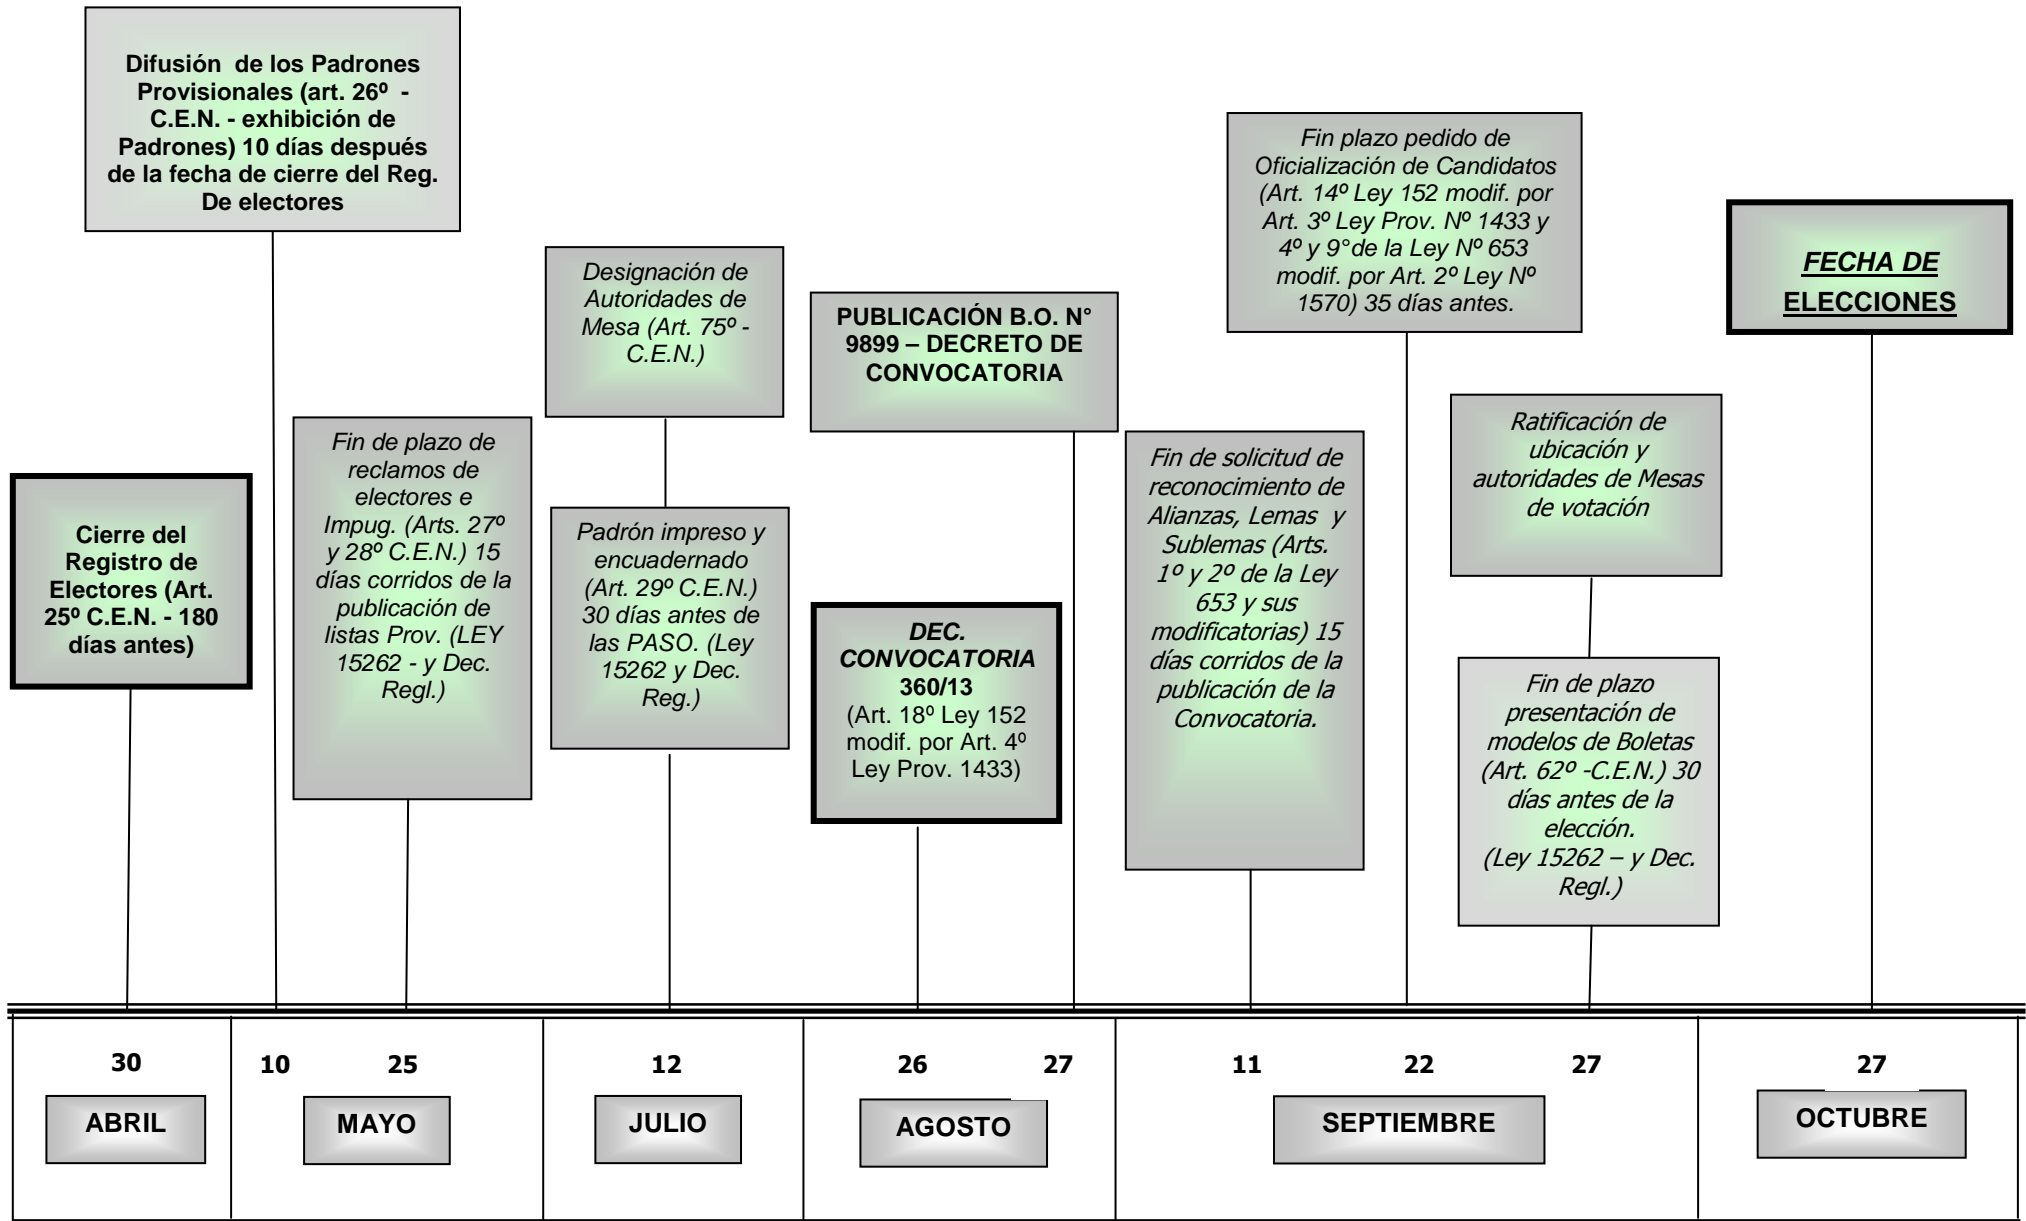 Difusión de los Padrones
Provisionales (art. 26º -
C.E.N. - exhibición de
Padrones) 10 días después
de la fecha de cierre del Reg.
De electores
Fin plazo pedido de
Oficialización de Candidatos
(Art. 14º Ley 152 modif. por
Art. 3º Ley Prov. Nº 1433 y
4º y 9°de la Ley Nº 653
modif. por Art. 2º Ley Nº
1570) 35 días antes.
FECHA DE
ELECCIONES
Designación de
Autoridades de
Mesa (Art. 75º -
C.E.N.)
PUBLICACIÓN B.O. N°
9899 – DECRETO DE
CONVOCATORIA
Cierre del
Registro de
Electores (Art.
25º C.E.N. - 180
días antes)
Fin de plazo de
reclamos de
electores e
Impug. (Arts. 27º
y 28º C.E.N.) 15
días corridos de la
publicación de
listas Prov. (LEY
15262 - y Dec.
Regl.)
Padrón impreso y
encuadernado
(Art. 29º C.E.N.)
30 días antes de
las PASO. (Ley
15262 y Dec.
Reg.)
DEC.
CONVOCATORIA
360/13
(Art. 18º Ley 152
modif. por Art. 4º
Ley Prov. 1433)
Fin de solicitud de
reconocimiento de
Alianzas, Lemas y
Sublemas (Arts.
1º y 2º de la Ley
653 y sus
modificatorias) 15
días corridos de la
publicación de la
Convocatoria.
Ratificación de
ubicación y
autoridades de Mesas
de votación
Fin de plazo
presentación de
modelos de Boletas
(Art. 62º -C.E.N.) 30
días antes de la
elección.
(Ley 15262 – y Dec.
Regl.)
30 10 25 12 26 27 11 22 27 27
ABRIL MAYO JULIO AGOSTO SEPTIEMBRE OCTUBRE